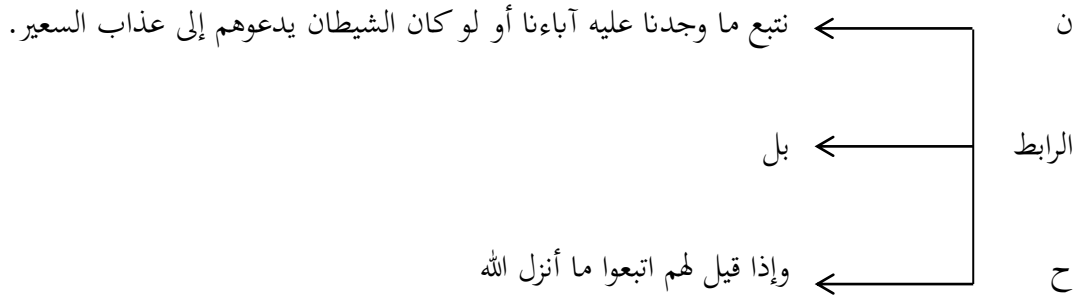 ن نتبع ما وجدنا عليه آباءنا أو لو كان الشيطان يدعوهم إلى عذاب السعير.
الرابط بل
ح وإذا قيل لهم اتبعوا ما أنزل الله